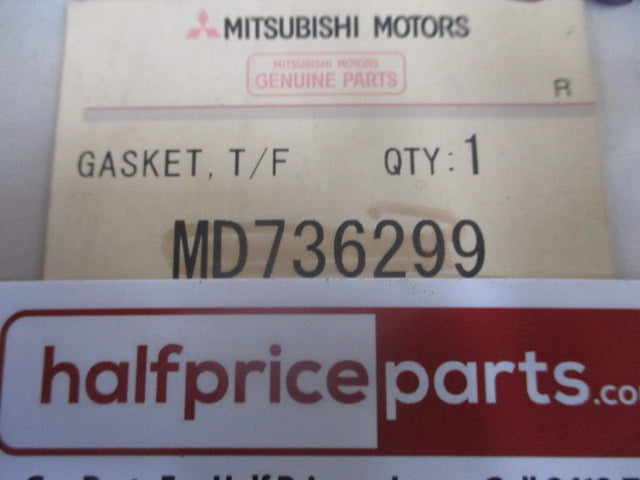 MITSUBISHI MOTORS
MITSUBISHI MOTORS
GENUINE PARTS
R
GASKET, T/F QTY:1
MD736299
halfpriceparts.co